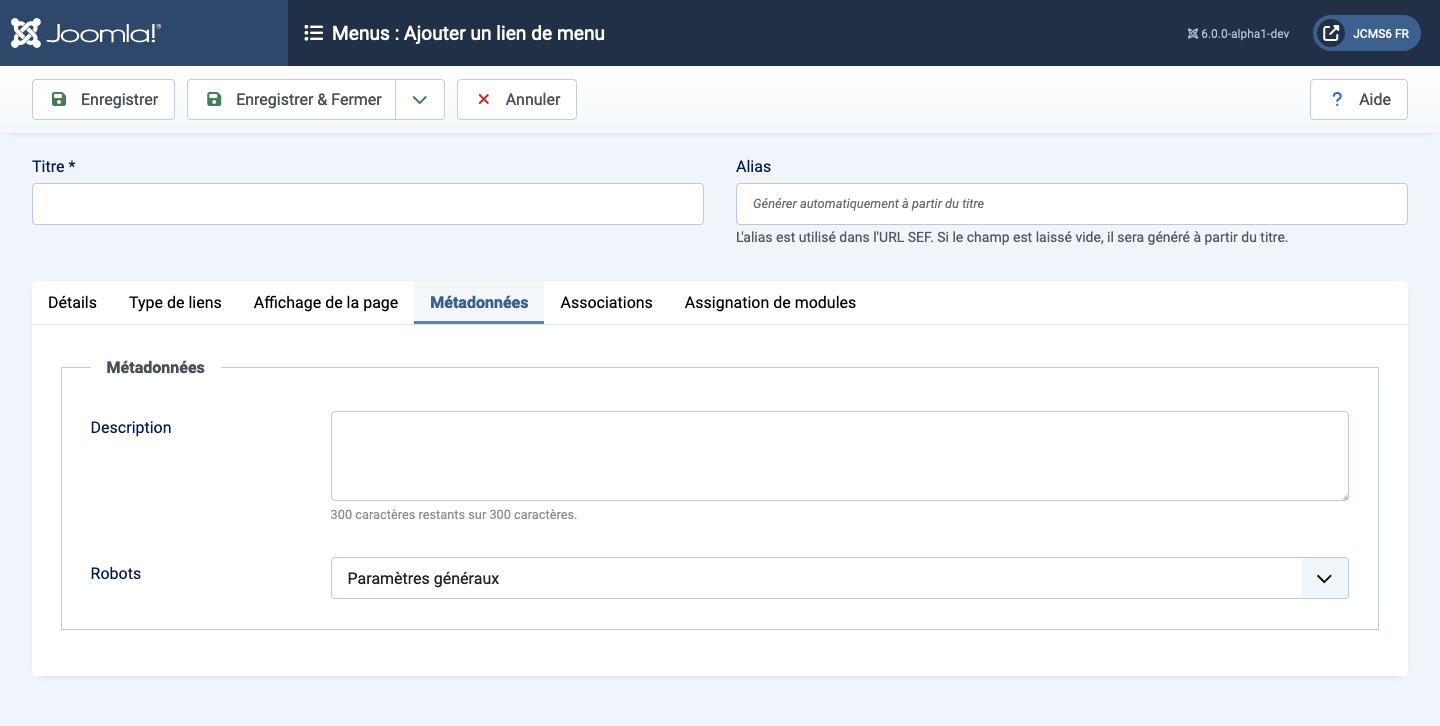 Joomla!®
Menus : Ajouter un lien de menu
6.0.0-alpha1-dev
JCMS6 FR
Enregistrer
Enregistrer & Fermer
Annuler
? Aide
Titre *
Alias
Générer automatiquement à partir du titre
L'alias est utilisé dans l'URL SEF. Si le champ est laissé vide, il sera généré à partir du titre.
Détails
Type de liens
Affichage de la page
Métadonnées
Associations
Assignation de modules
Métadonnées
Description
300 caractères restants sur 300 caractères.
Robots
Paramètres généraux